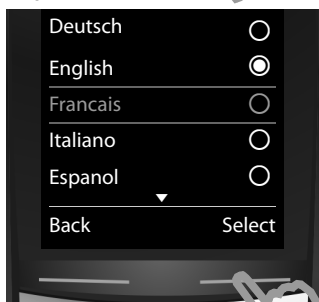 Deutsch
English
Francais
Italiano
Espanol
Back Select